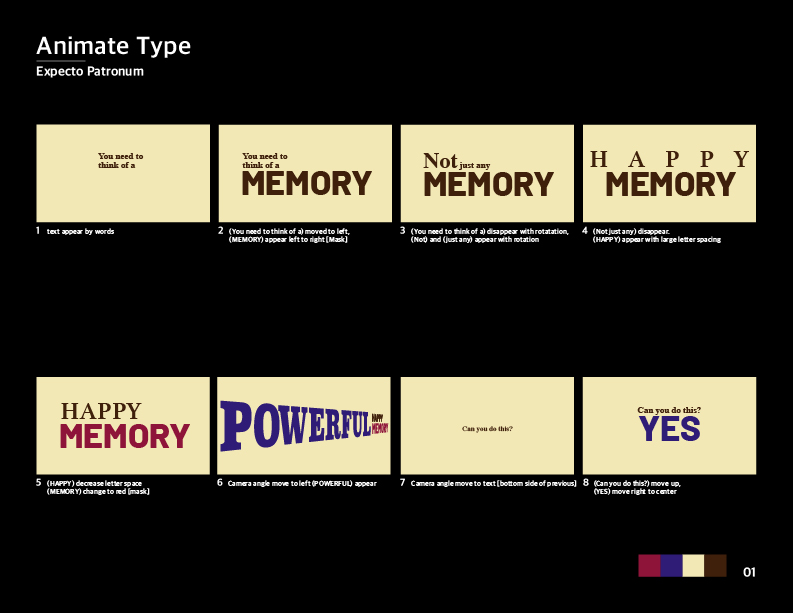 Animate Type
Expecto Patronum
You need to
think of a
1 text appear by words
You need to
think of a
MEMORY
2 (You need to think of a) moved to left,
(MEMORY) appear left to right [Mask]
Not just any
MEMORY
3 (You need to think of a) disappear with rotatation,
(Not) and (just any) appear with rotation
H A P P Y
MEMORY
4 (Not just any) disappear.
(HAPPY) appear with large letter spacing
HAPPY
MEMORY
5 (HAPPY) decrease letter space
(MEMORY) change to red [mask]
POWERFUL
HAPPY
MEMORY
6 Camera angle move to left (POWERFUL) appear
Can you do this?
7 Camera angle move to text [bottom side of previous]
Can you do this?
YES
8 (Can you do this?) move up,
(YES) move right to center
01